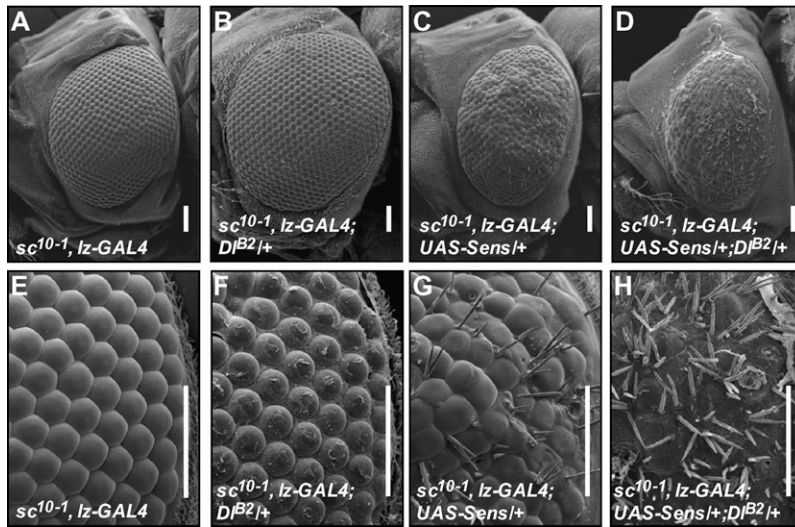 A
sc10-1, lz-GAL4
B
sc10-1, lz-GAL4;
DlB2/+
C
sc10-1, lz-GAL4;
UAS-Sens/+
D
sc10-1, lz-GAL4;
UAS-Sens/+;DlB2/+
E
sc10-1, lz-GAL4
F
sc10-1, lz-GAL4;
DlB2/+
G
sc10-1, lz-GAL4;
UAS-Sens/+
H
sc10-1, lz-GAL4;
UAS-Sens/+;DlB2/+